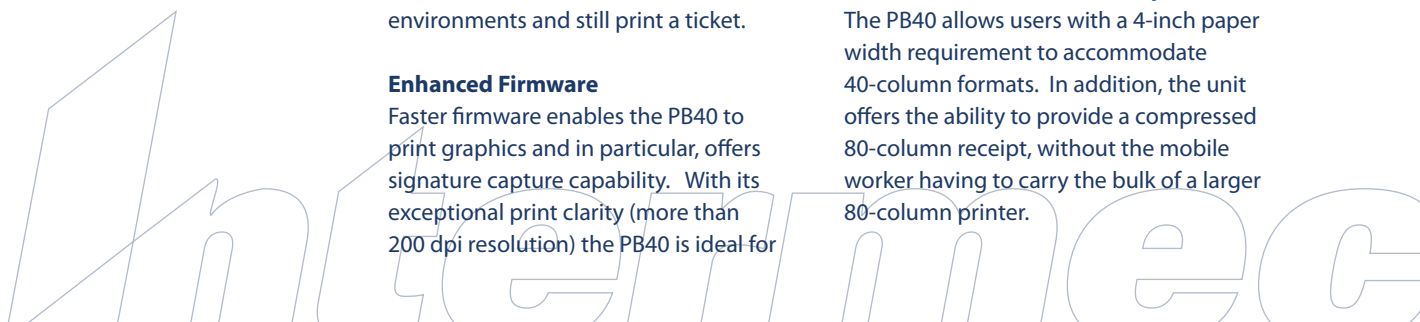 environments and still print a ticket.
Enhanced Firmware
Faster firmware enables the PB40 to
print graphics and in particular, offers
signature capture capability.   With its
exceptional print clarity (more than
200 dpi resolution) the PB40 is ideal for
The PB40 allows users with a 4-inch paper
width requirement to accommodate
40-column formats.  In addition, the unit
offers the ability to provide a compressed
80-column receipt, without the mobile
worker having to carry the bulk of a larger
80-column printer.
Intermec